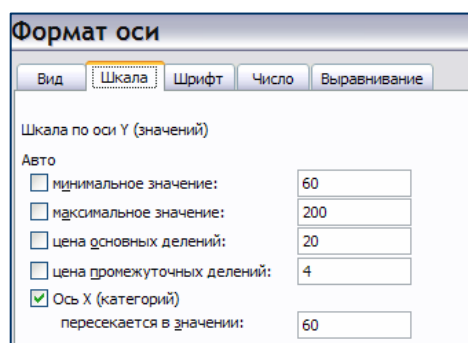 Формат оси
Вид Шкала Шрифт Число Выравнивание
Шкала по оси Y (значений)
Авто
минимальное значение: 60
максимальное значение: 200
цена основных делений: 20
цена промежуточных делений: 4
Ось X (категорий)
пересекается в значении: 60